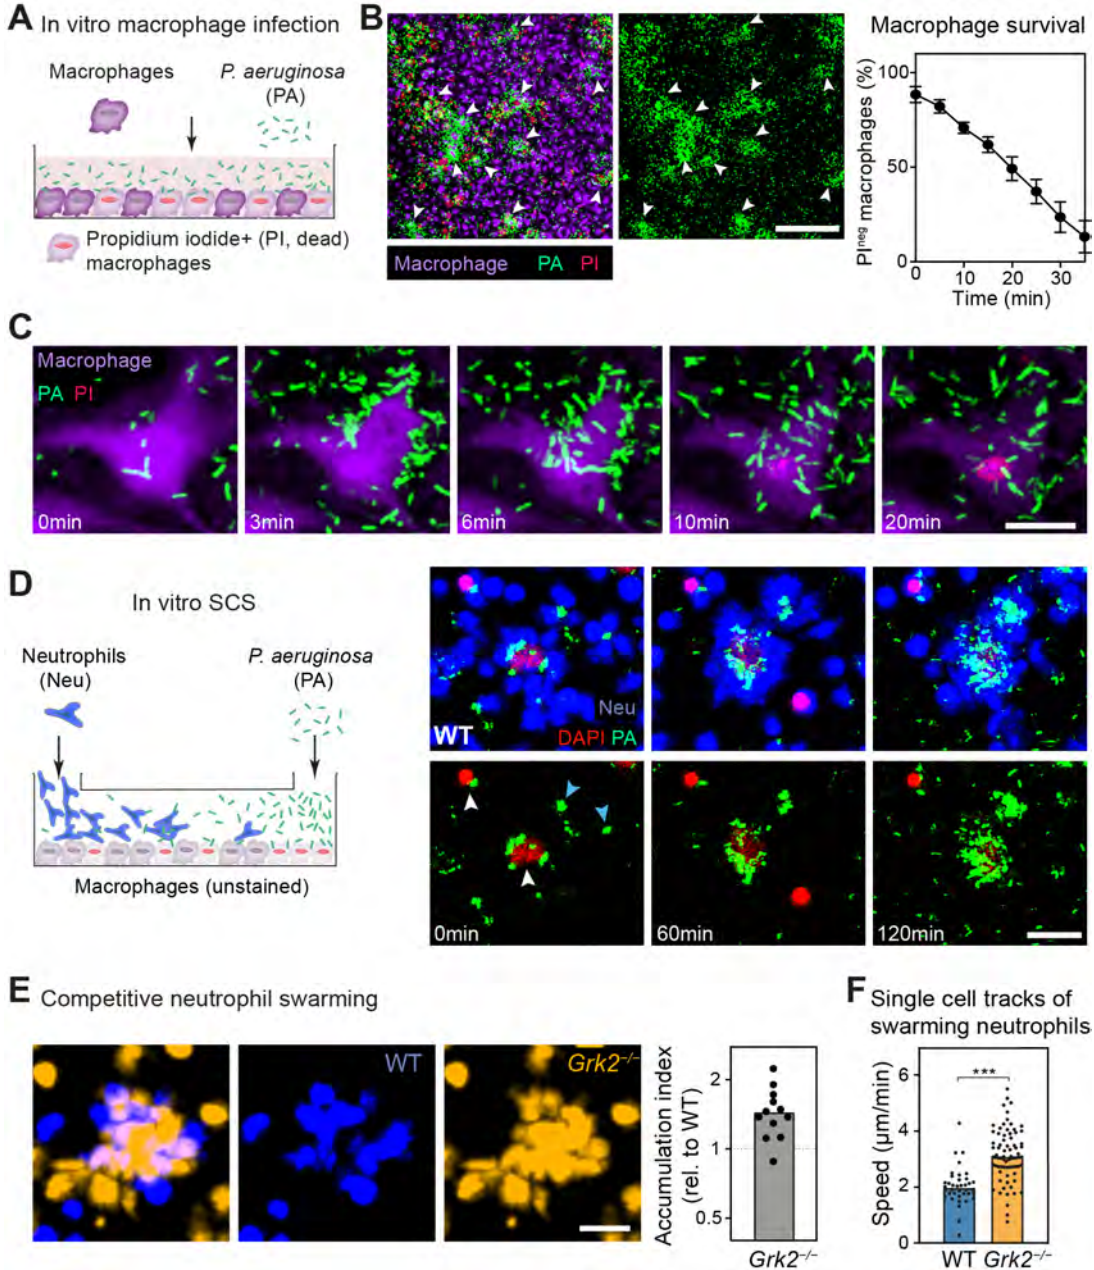 A In vitro macrophage infection
Macrophages
P. aeruginosa
(PA)
Propidium iodide+ (PI, dead)
macrophages
B
Macrophage PA PI
Macrophage survival
PIneg macrophages (%)
100
50
0
0 10 20 30
Time (min)
C
Macrophage
PA PI
0min
3min
6min
10min
20min
D
In vitro SCS
Neutrophils
(Neu)
P. aeruginosa
(PA)
Macrophages (unstained)
Neu
WT
DAPI PA
0min
60min
120min
E Competitive neutrophil swarming
WT
Grk2−/−
Accumulation index
(rel. to WT)
2
1
0.5
Grk2−/−
F Single cell tracks of
swarming neutrophils
Speed (μm/min)
6
4
2
0
***
WT Grk2−/−